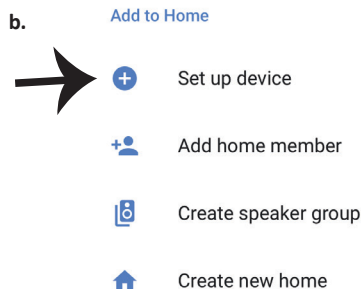 b.
Add to Home
Set up device
Add home member
Create speaker group
Create new home